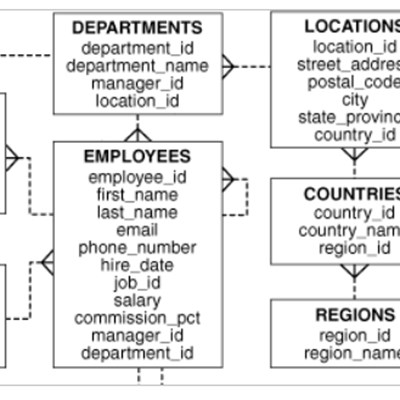 DEPARTMENTS
department_id
department_name
manager_id
location_id
EMPLOYEES
employee_id
first_name
last_name
email
phone_number
hire_date
job_id
salary
commission_pct
manager_id
department_id
LOCATIONS
location_id
street_addres
postal_code
city
state_provinc
country_id
COUNTRIES
country_id
country_nam
region_id
REGIONS
region_id
region_name